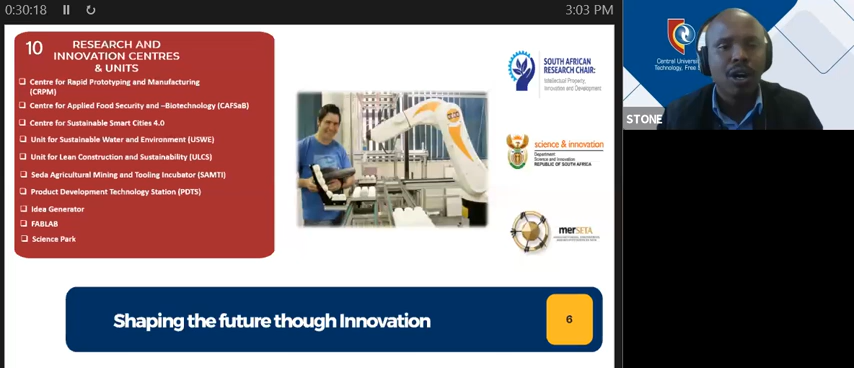 0:30:18
3:03 PM
10
RESEARCH AND
INNOVATION CENTRES
& UNITS
Centre for Rapid Prototyping and Manufacturing
(CRPM)
Centre for Applied Food Security and –Biotechnology (CAFSaB)
Centre for Sustainable Smart Cities 4.0
Unit for Sustainable Water and Environment (USWE)
Unit for Lean Construction and Sustainability (ULCS)
Seda Agricultural Mining and Tooling Incubator (SAMTI)
Product Development Technology Station (PDTS)
Idea Generator
FABLAB
Science Park
SOUTH AFRICAN
RESEARCH CHAIR:
Intellectual Property,
Innovation and Development
science & innovation
Department:
Science and Innovation
REPUBLIC OF SOUTH AFRICA
merSETA
Shaping the future though Innovation
6
Central Univers
Technology, Free S
STONE